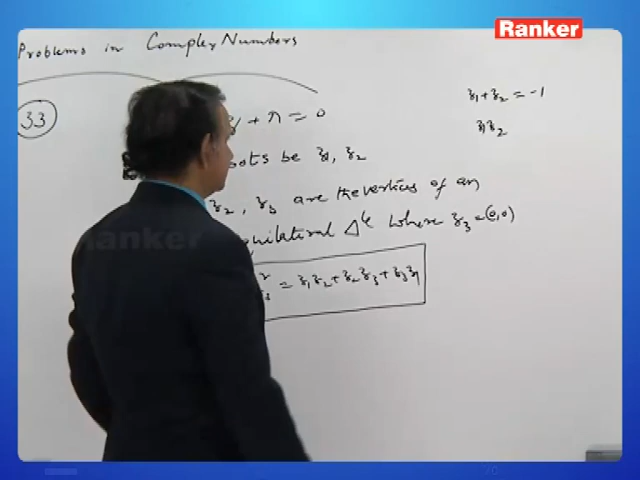 Ranker
Problems in Complex Numbers
33
z + n = 0
z₁+z₂ = -1
z₁z₂
roots be z₁, z₂
z₂, z₃ are the vertices of an
equilateral Δle where z₃ = (0,0)
= z₁z₂+z₂z₃+z₃z₁
Ranker